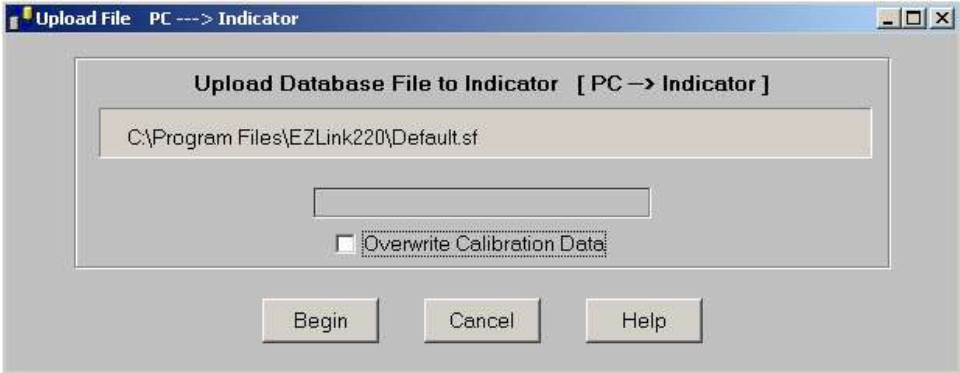 Upload File PC ---> Indicator
Upload Database File to Indicator [ PC --> Indicator ]
C:\Program Files\EZLink220\Default.sf
Overwrite Calibration Data
Begin Cancel Help